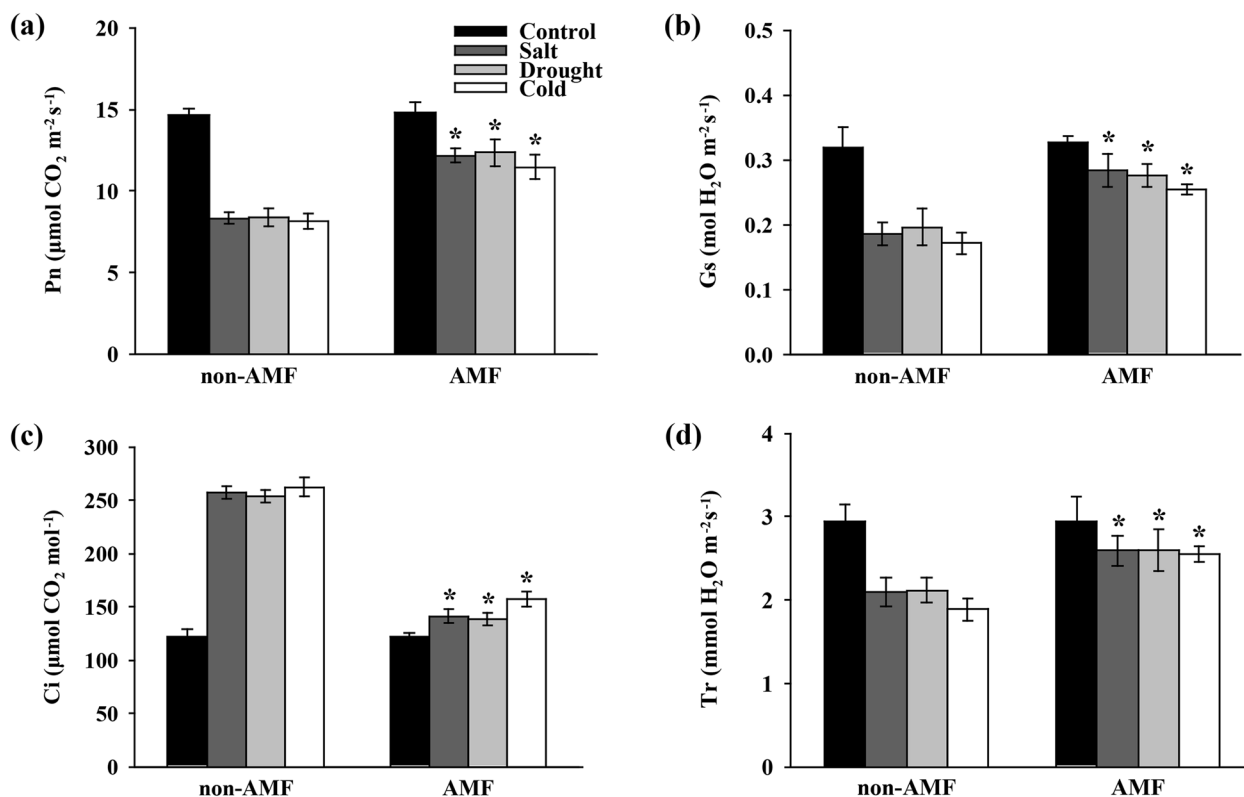 (a)
Pn (µmol CO₂ m⁻² s⁻¹)
20
15
10
5
0
Control
Salt
Drought
Cold
* * *
non-AMF AMF
(b)
Gs (mol H₂O m⁻² s⁻¹)
0.5
0.4
0.3
0.2
0.1
0.0
* * *
non-AMF AMF
(c)
Ci (µmol CO₂ mol⁻¹)
300
250
200
150
100
50
0
* * *
non-AMF AMF
(d)
Tr (mmol H₂O m⁻²s⁻¹)
4
3
2
1
0
* * *
non-AMF AMF